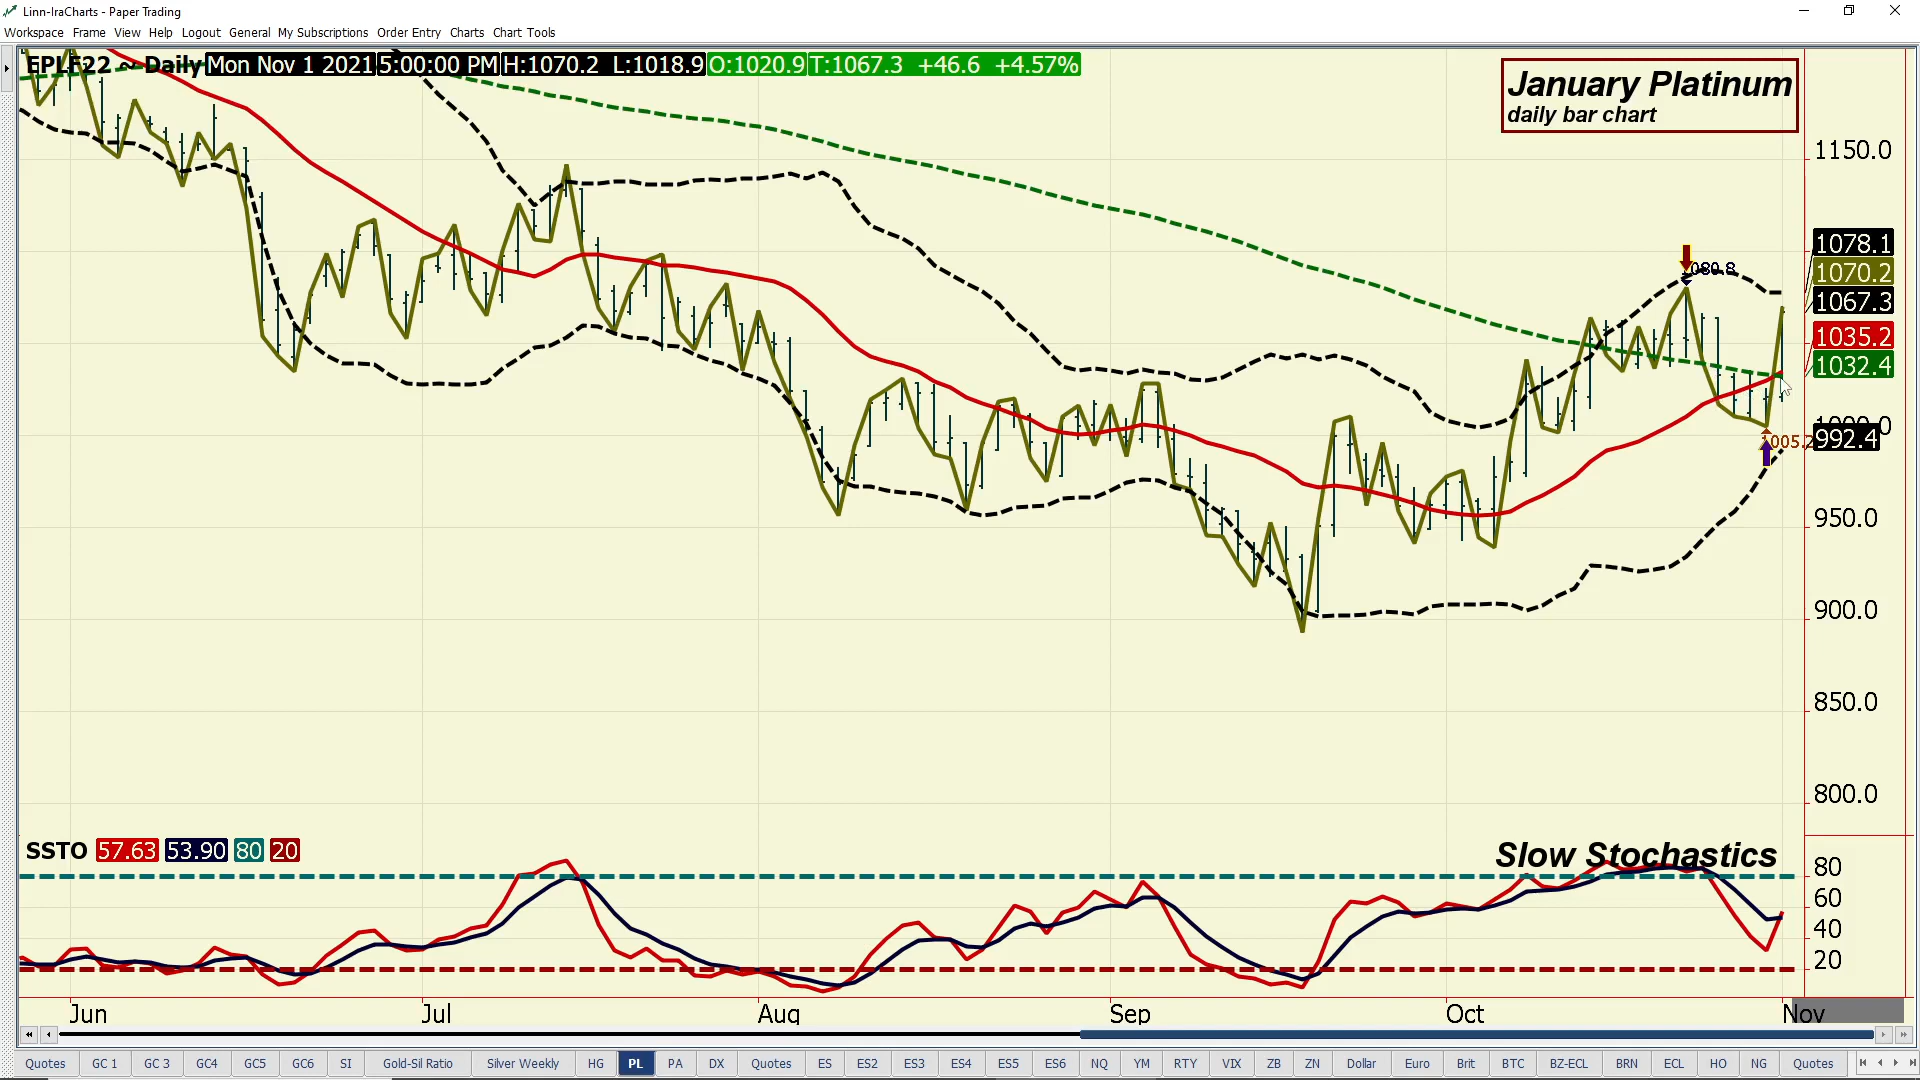 Linn-IraCharts - Paper Trading
Workspace Frame View Help Logout General My Subscriptions Order Entry Charts Chart Tools
EPLF22 ~ Daily Mon Nov 1 2021 5:00:00 PM H:1070.2 L:1018.9 O:1020.9 T:1067.3 +46.6 +4.57%
January Platinum
daily bar chart
1150.0
1078.1
1080.8
1070.2
1067.3
1035.2
1032.4
1000.0
1005.2
992.4
950.0
900.0
850.0
800.0
SSTO 57.63 53.90 80 20
Slow Stochastics
80
60
40
20
Jun Jul Aug Sep Oct Nov
Quotes GC 1 GC 3 GC4 GC5 GC6 SI Gold-Sil Ratio Silver Weekly HG PL PA DX Quotes ES ES2 ES3 ES4 ES5 ES6 NQ YM RTY VIX ZB ZN Dollar Euro Brit BTC BZ-ECL BRN ECL HO NG Quotes